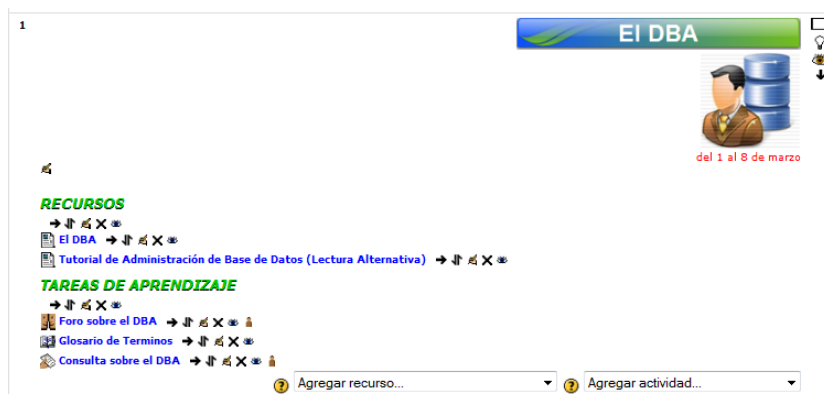 1
El DBA
del 1 al 8 de marzo
RECURSOS
El DBA
Tutorial de Administración de Base de Datos (Lectura Alternativa)
TAREAS DE APRENDIZAJE
Foro sobre el DBA
Glosario de Terminos
Consulta sobre el DBA
? Agregar recurso... ? Agregar actividad...